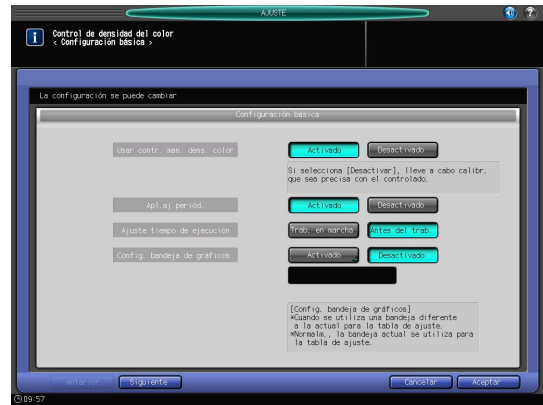 AJUSTE
Control de densidad del color
< Configuración básica >
La configuración se puede cambiar
Configuración básica
Usar contr. man. dens. color
Activado
Desactivado
Si selecciona [Desactivar], lleve a cabo calibr.
que sea precisa con el controlado.
Apl.aj.periód.
Activado
Desactivado
Ajuste tiempo de ejecución
Trab. en marcha
Antes del trab.
Config. bandeja de gráficos
Activado
Desactivado
[Config. bandeja de gráficos]
*Cuando se utiliza una bandeja diferente
a la actual para la tabla de ajuste.
*Normalm., la bandeja actual se utiliza para
la tabla de ajuste.
Anterior
Siguiente
Cancelar
Aceptar
09:57